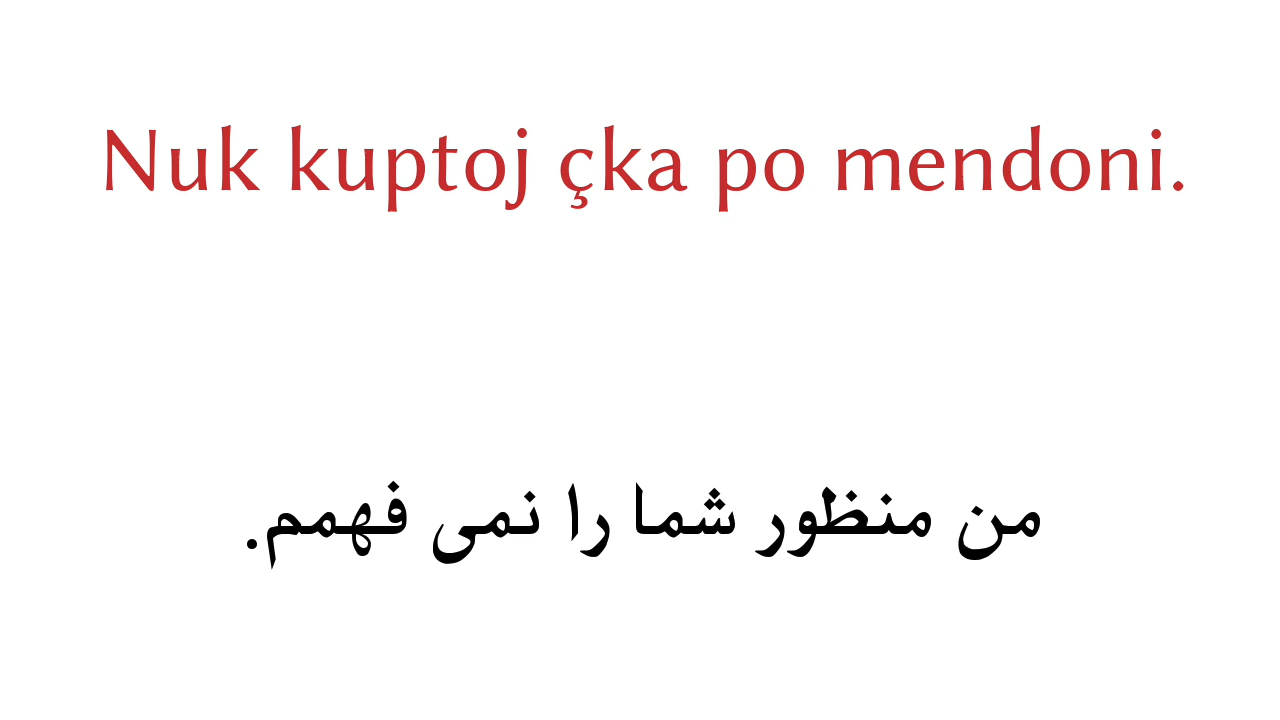 Nuk kuptoj çka po mendoni.
من منظور شما را نمی فهمم.